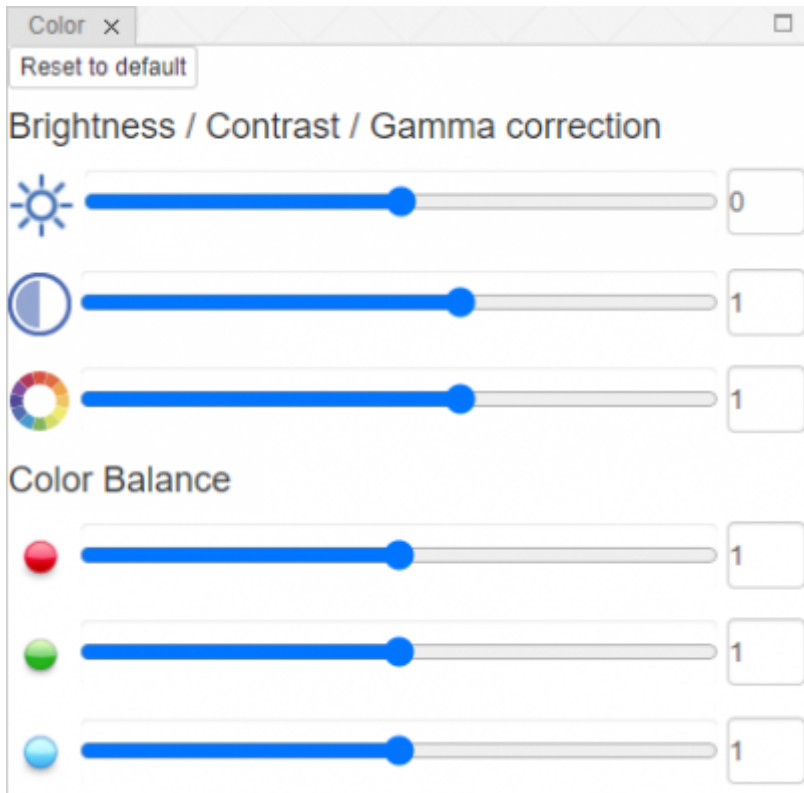 Color
Reset to default
Brightness / Contrast / Gamma correction
0
1
1
Color Balance
1
1
1